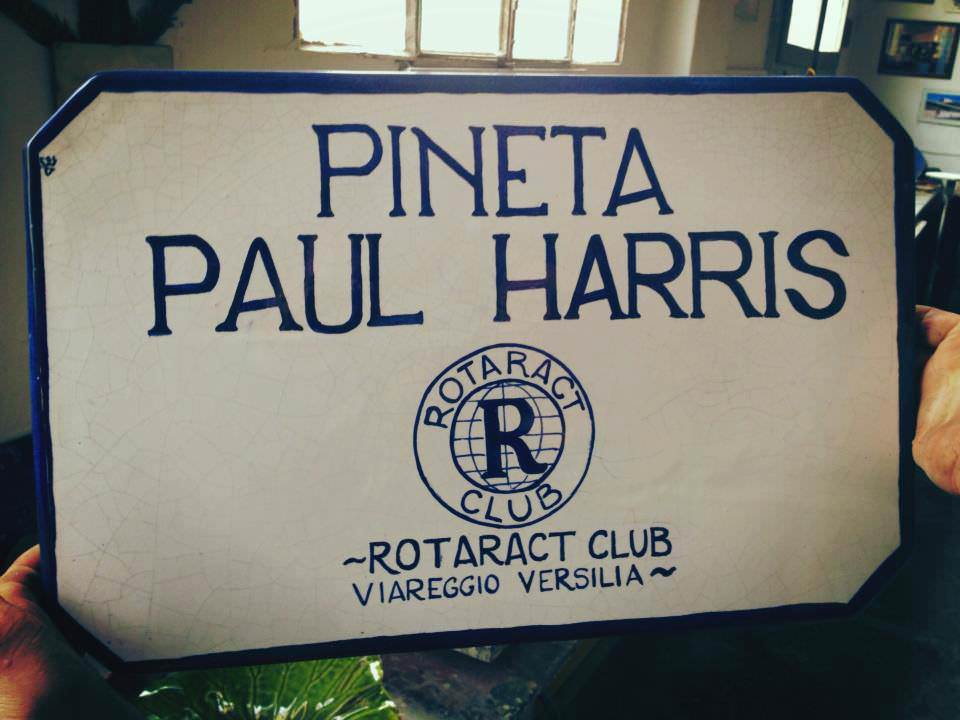 PINETA
PAUL HARRIS
ROTARACT
R
CLUB
~ROTARACT CLUB
VIAREGGIO VERSILIA~